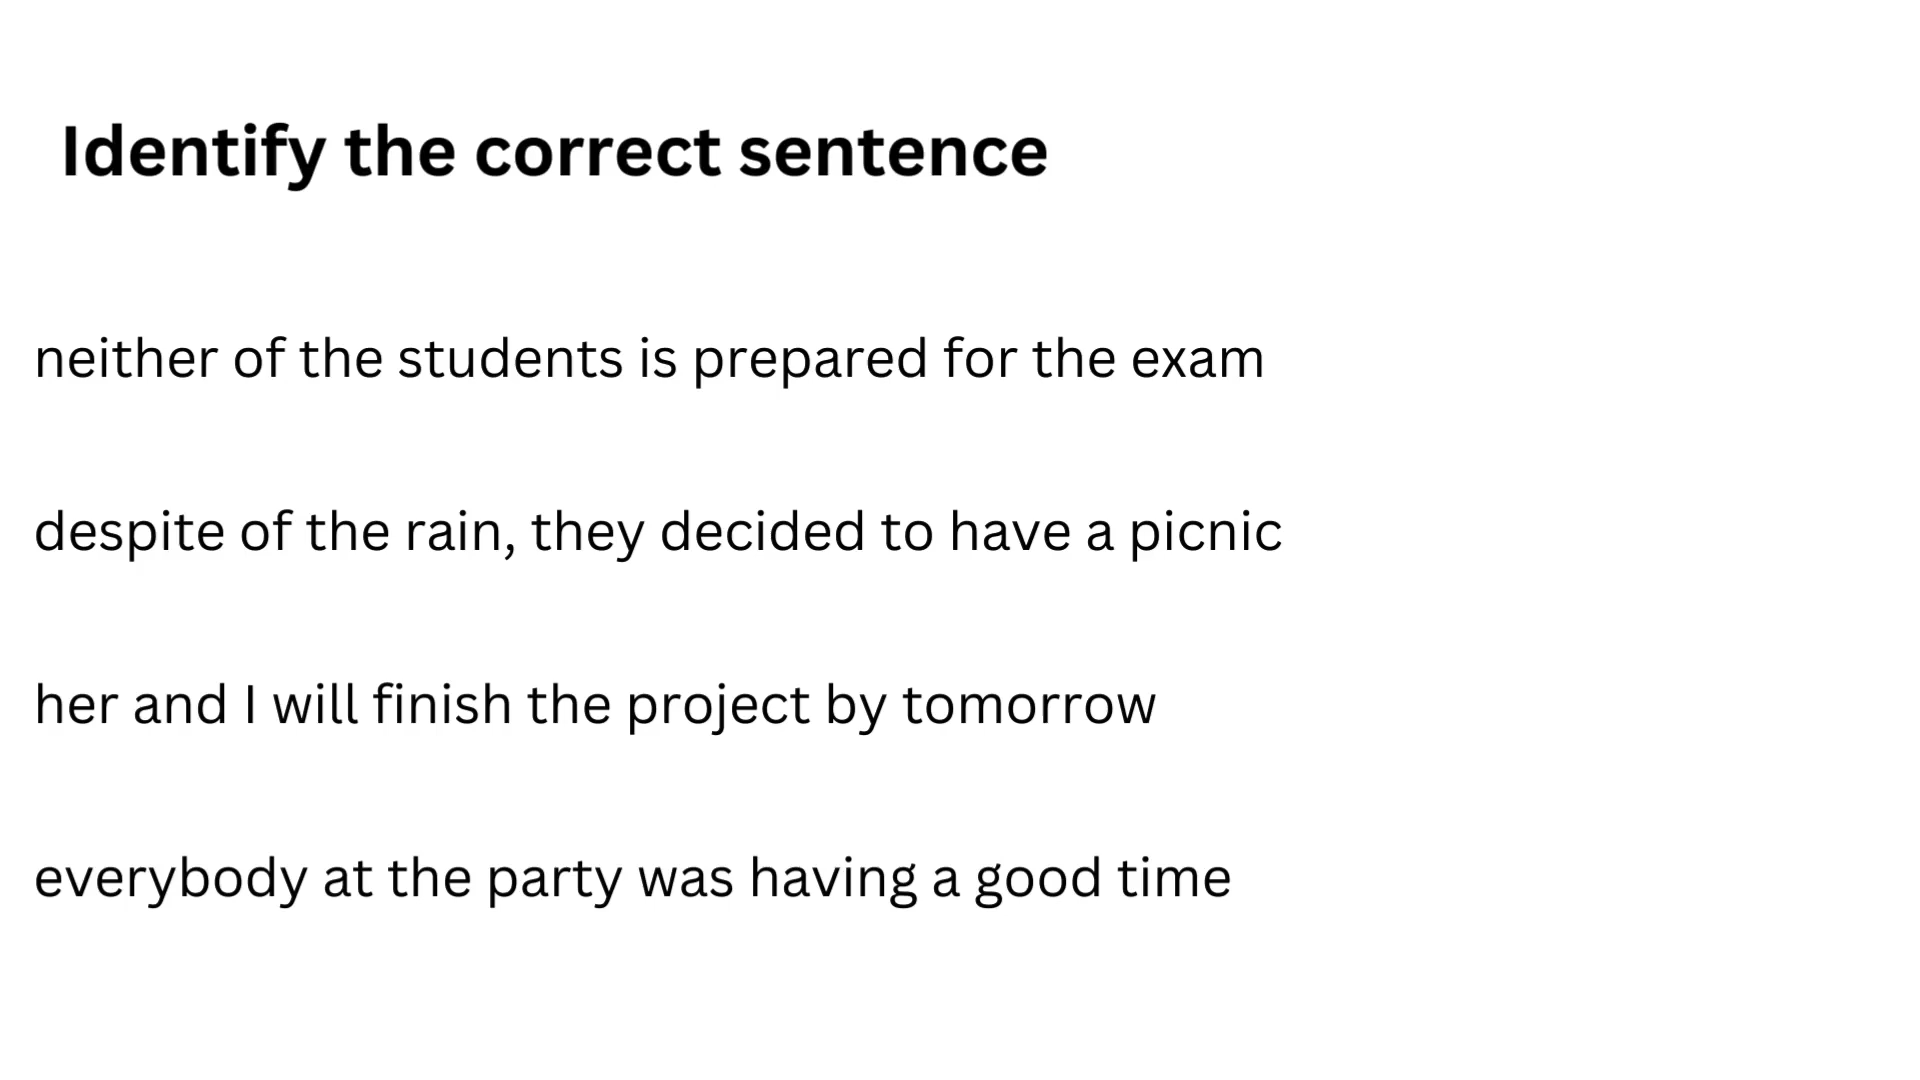 Identify the correct sentence
neither of the students is prepared for the exam
despite of the rain, they decided to have a picnic
her and I will finish the project by tomorrow
everybody at the party was having a good time